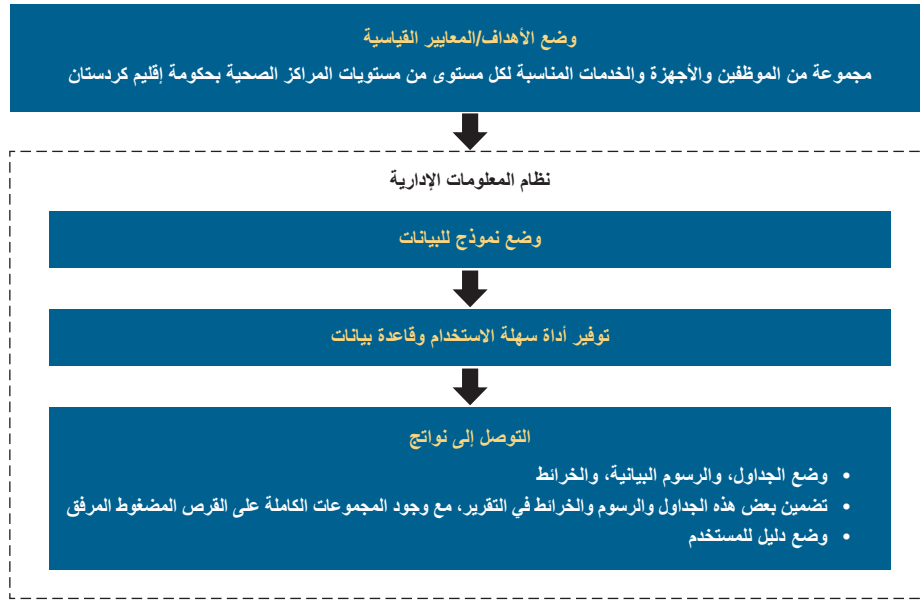 وضع الأهداف/المعايير القياسية
مجموعة من الموظفين والأجهزة والخدمات المناسبة لكل مستوى من مستويات المراكز الصحية بحكومة إقليم كردستان
نظام المعلومات الإدارية
وضع نموذج للبيانات
توفير أداة سهلة الاستخدام وقاعدة بيانات
التوصل إلى نواتج
• وضع الجداول، والرسوم البيانية، والخرائط
• تضمين بعض هذه الجداول والرسوم والخرائط في التقرير، مع وجود المجموعات الكاملة على القرص المضغوط المرفق
• وضع دليل للمستخدم